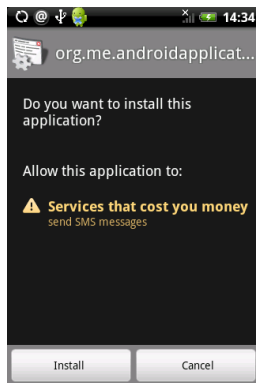 14:34
org.me.androidapplicat...
Do you want to install this
application?
Allow this application to:
Services that cost you money
send SMS messages
Install
Cancel